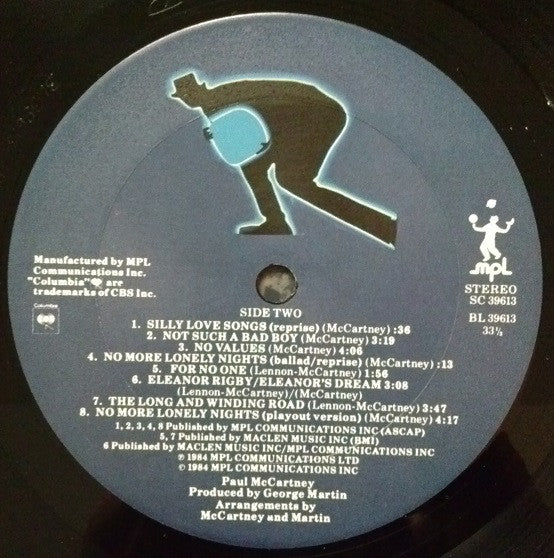 Manufactured by MPL
Communications Inc.
"Columbia" are
trademarks of CBS Inc.
Columbia
mpl
STEREO
SC 39613
BL 39613
33⅓
SIDE TWO
1. SILLY LOVE SONGS (reprise) (McCartney) :36
2. NOT SUCH A BAD BOY (McCartney) 3:19
3. NO VALUES (McCartney) 4:06
4. NO MORE LONELY NIGHTS (ballad/reprise) (McCartney) :13
5. FOR NO ONE (Lennon-McCartney) 1:56
6. ELEANOR RIGBY/ELEANOR'S DREAM 3:08
(Lennon-McCartney)/(McCartney)
7. THE LONG AND WINDING ROAD (Lennon-McCartney) 3:47
8. NO MORE LONELY NIGHTS (playout version) (McCartney) 4:17
1, 2, 3, 4, 8 Published by MPL COMMUNICATIONS INC (ASCAP)
5, 7 Published by MACLEN MUSIC INC (BMI)
6 Published by MACLEN MUSIC INC/MPL COMMUNICATIONS INC
℗ 1984 MPL COMMUNICATIONS LTD
© 1984 MPL COMMUNICATIONS INC
Paul McCartney
Produced by George Martin
Arrangements by
McCartney and Martin